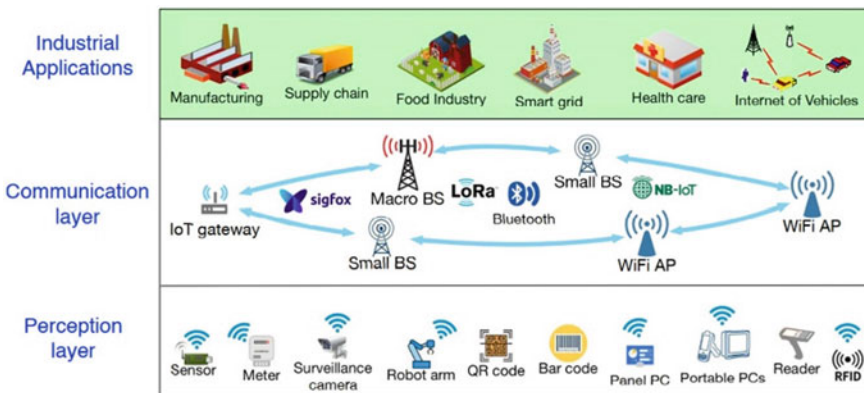 Industrial
Applications
Manufacturing
Supply chain
Food Industry
Smart grid
Health care
Internet of Vehicles
Communication
layer
IoT gateway
sigfox
Macro BS
LoRa
Bluetooth
Small BS
NB-IoT
WiFi AP
Small BS
WiFi AP
Perception
layer
Sensor
Meter
Surveillance
camera
Robot arm
QR code
Bar code
Panel PC
Portable PCs
Reader
RFID